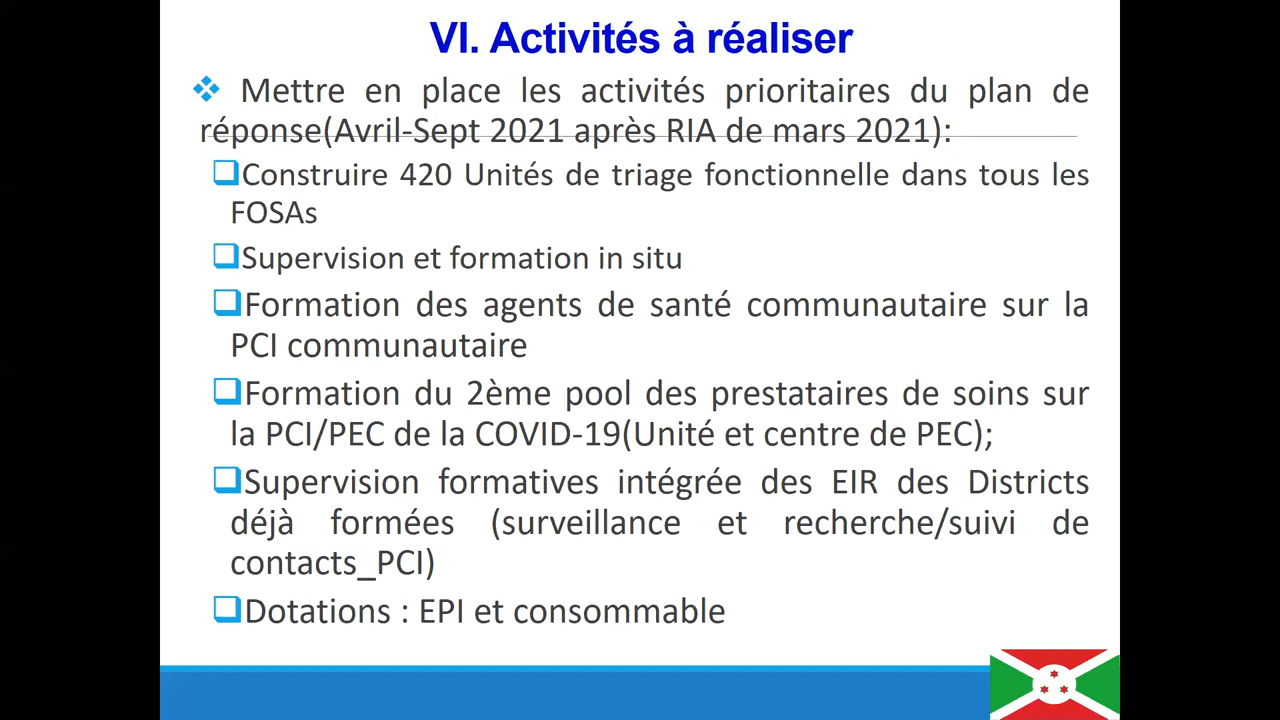 VI. Activités à réaliser
Mettre en place les activités prioritaires du plan de
réponse(Avril-Sept 2021 après RIA de mars 2021):
Construire 420 Unités de triage fonctionnelle dans tous les
FOSAs
Supervision et formation in situ
Formation des agents de santé communautaire sur la
PCI communautaire
Formation du 2ème pool des prestataires de soins sur
la PCI/PEC de la COVID-19(Unité et centre de PEC);
Supervision formatives intégrée des EIR des Districts
déjà formées (surveillance et recherche/suivi de
contacts_PCI)
Dotations : EPI et consommable